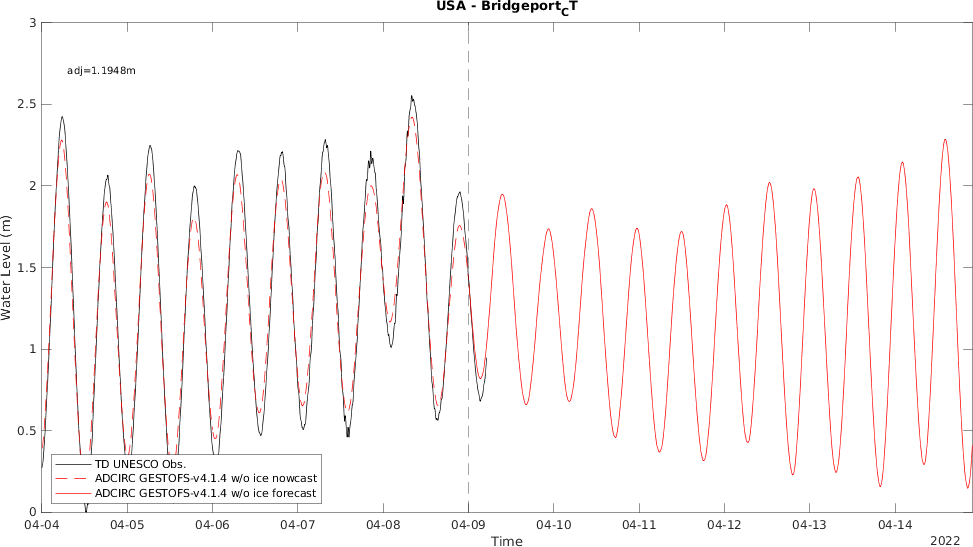 USA - Bridgeport_CT
3
adj=1.1948m
2.5
2
1.5
1
0.5
0
Water Level (m)
TD UNESCO Obs.
ADCIRC GESTOFS-v4.1.4 w/o ice nowcast
ADCIRC GESTOFS-v4.1.4 w/o ice forecast
04-04 04-05 04-06 04-07 04-08 04-09 04-10 04-11 04-12 04-13 04-14
Time
2022